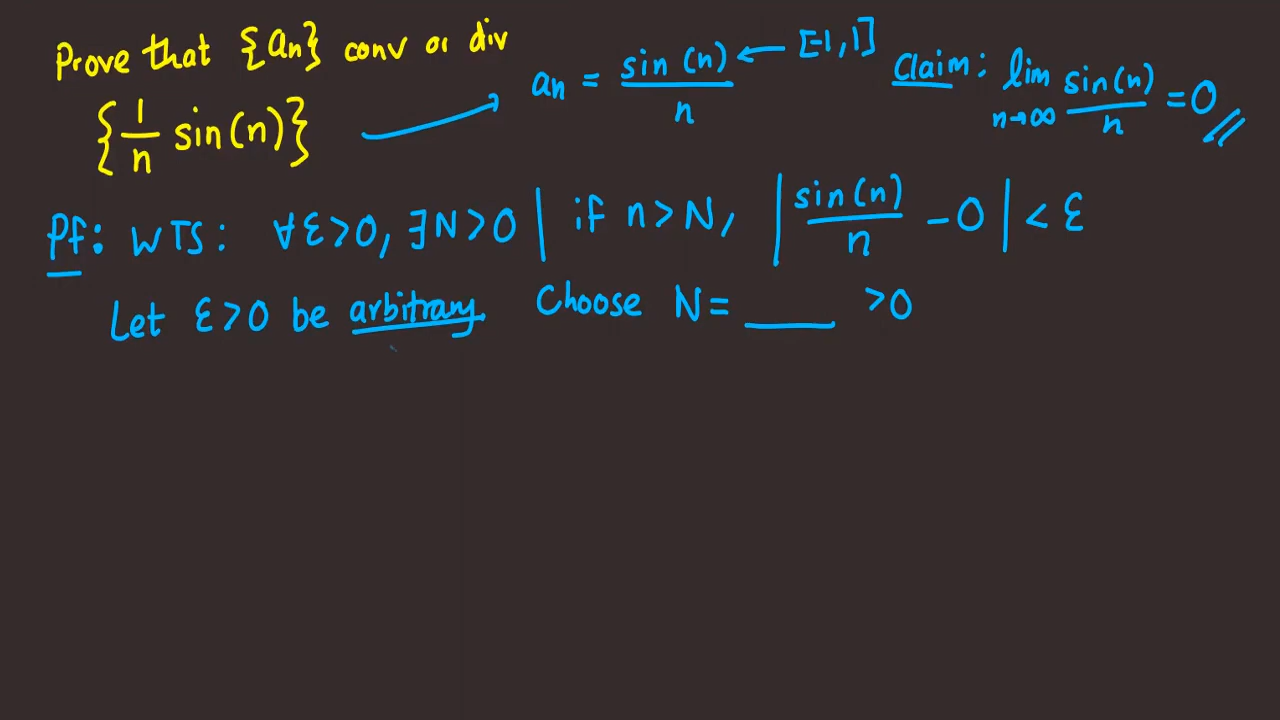 Prove that {an} conv or div
{1/n sin(n)}
an = sin(n)/n ← [-1,1]
Claim: lim n→∞ sin(n)/n = 0 //
Pf: WTS: ∀ε>0, ∃N>0 | if n>N, |sin(n)/n - 0| < ε
Let ε>0 be arbitrary. Choose N= ____ >0